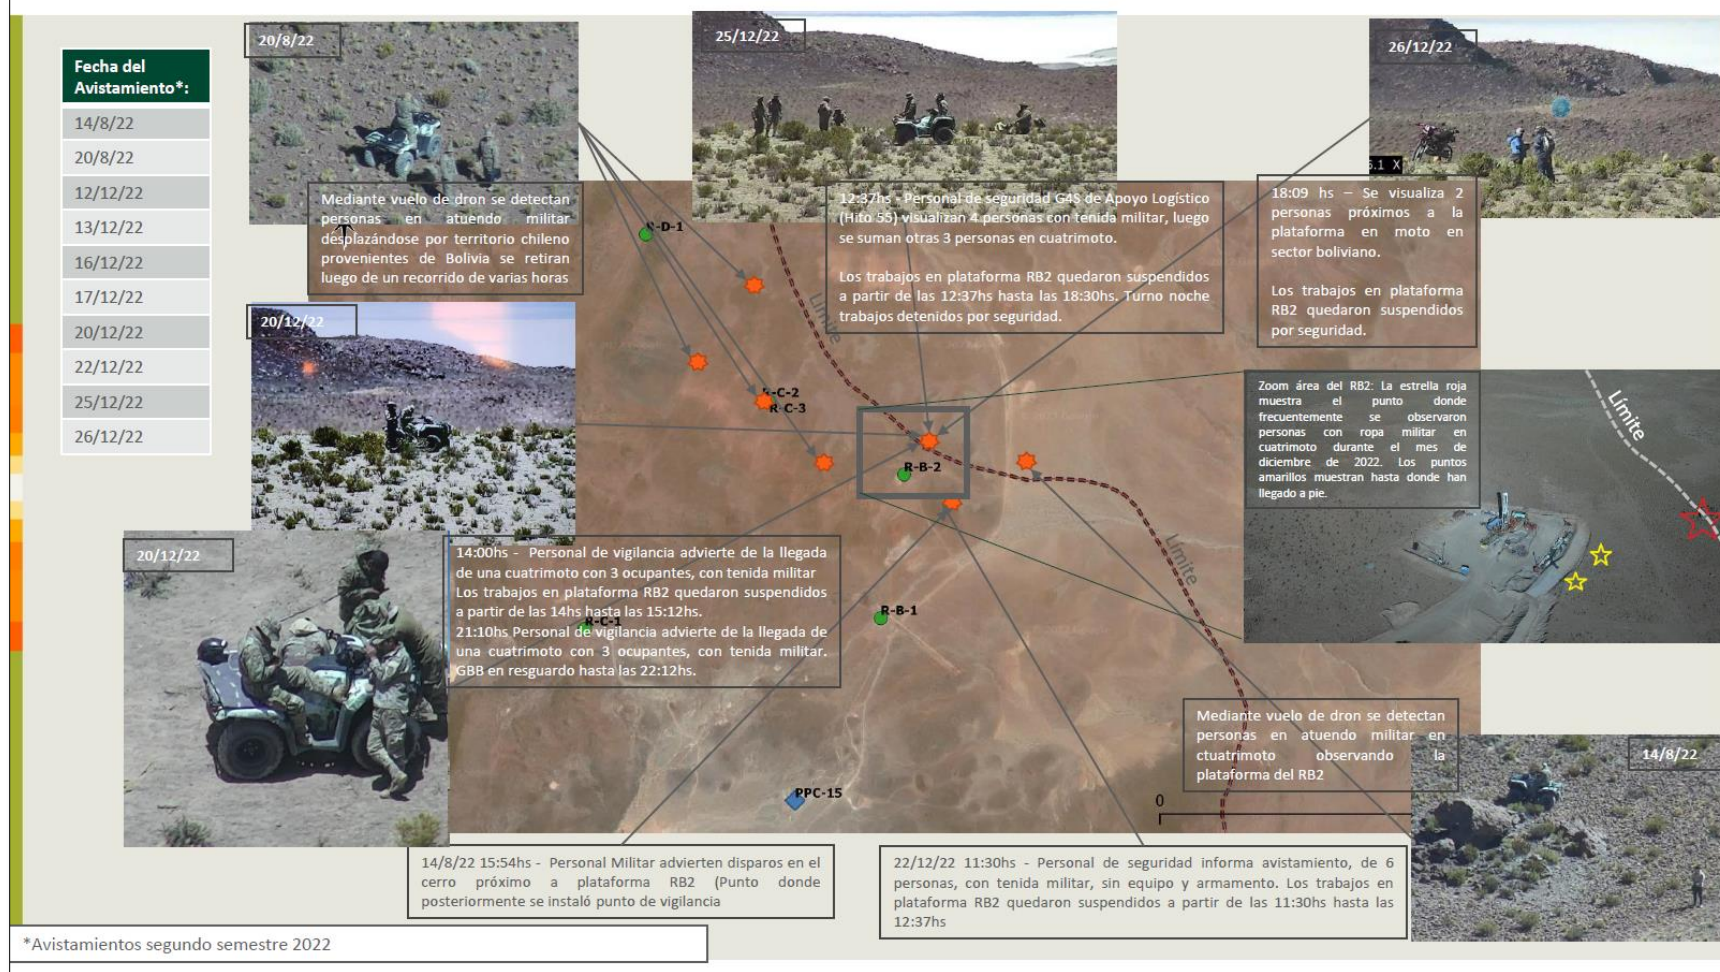 Fecha del
Avistamiento*:
14/8/22
20/8/22
12/12/22
13/12/22
16/12/22
17/12/22
20/12/22
22/12/22
25/12/22
26/12/22
20/8/22
Mediante vuelo de dron se detectan
personas en atuendo militar
desplazándose por territorio chileno
provenientes de Bolivia se retiran
luego de un recorrido de varias horas
25/12/22
12:37hs - Personal de seguridad G4S de Apoyo Logístico
(Hito 55) visualizan 4 personas con tenida militar, luego
se suman otras 3 personas en cuatrimoto.
Los trabajos en plataforma RB2 quedaron suspendidos
a partir de las 12:37hs hasta las 18:30hs. Turno noche
trabajos detenidos por seguridad.
26/12/22
5.1 X
18:09 hs – Se visualiza 2
personas próximos a la
plataforma en moto en
sector boliviano.
Los trabajos en plataforma
RB2 quedaron suspendidos
por seguridad.
20/12/22
20/12/22
14:00hs - Personal de vigilancia advierte de la llegada
de una cuatrimoto con 3 ocupantes, con tenida militar
Los trabajos en plataforma RB2 quedaron suspendidos
a partir de las 14hs hasta las 15:12hs.
21:10hs Personal de vigilancia advierte de la llegada de
una cuatrimoto con 3 ocupantes, con tenida militar.
GBB en resguardo hasta las 22:12hs.
R-D-1
R-C-2
R-C-3
R-B-2
R-B-1
R-C-1
PPC-15
Límite
Límite
Zoom área del RB2: La estrella roja
muestra el punto donde
frecuentemente se observaron
personas con ropa militar en
cuatrimoto durante el mes de
diciembre de 2022. Los puntos
amarillos muestran hasta donde han
llegado a pie.
Límite
Mediante vuelo de dron se detectan
personas en atuendo militar en
ctuatrimoto observando la
plataforma del RB2
0
14/8/22
14/8/22 15:54hs - Personal Militar advierten disparos en el
cerro próximo a plataforma RB2 (Punto donde
posteriormente se instaló punto de vigilancia
22/12/22 11:30hs - Personal de seguridad informa avistamiento, de 6
personas, con tenida militar, sin equipo y armamento. Los trabajos en
plataforma RB2 quedaron suspendidos a partir de las 11:30hs hasta las
12:37hs
*Avistamientos segundo semestre 2022